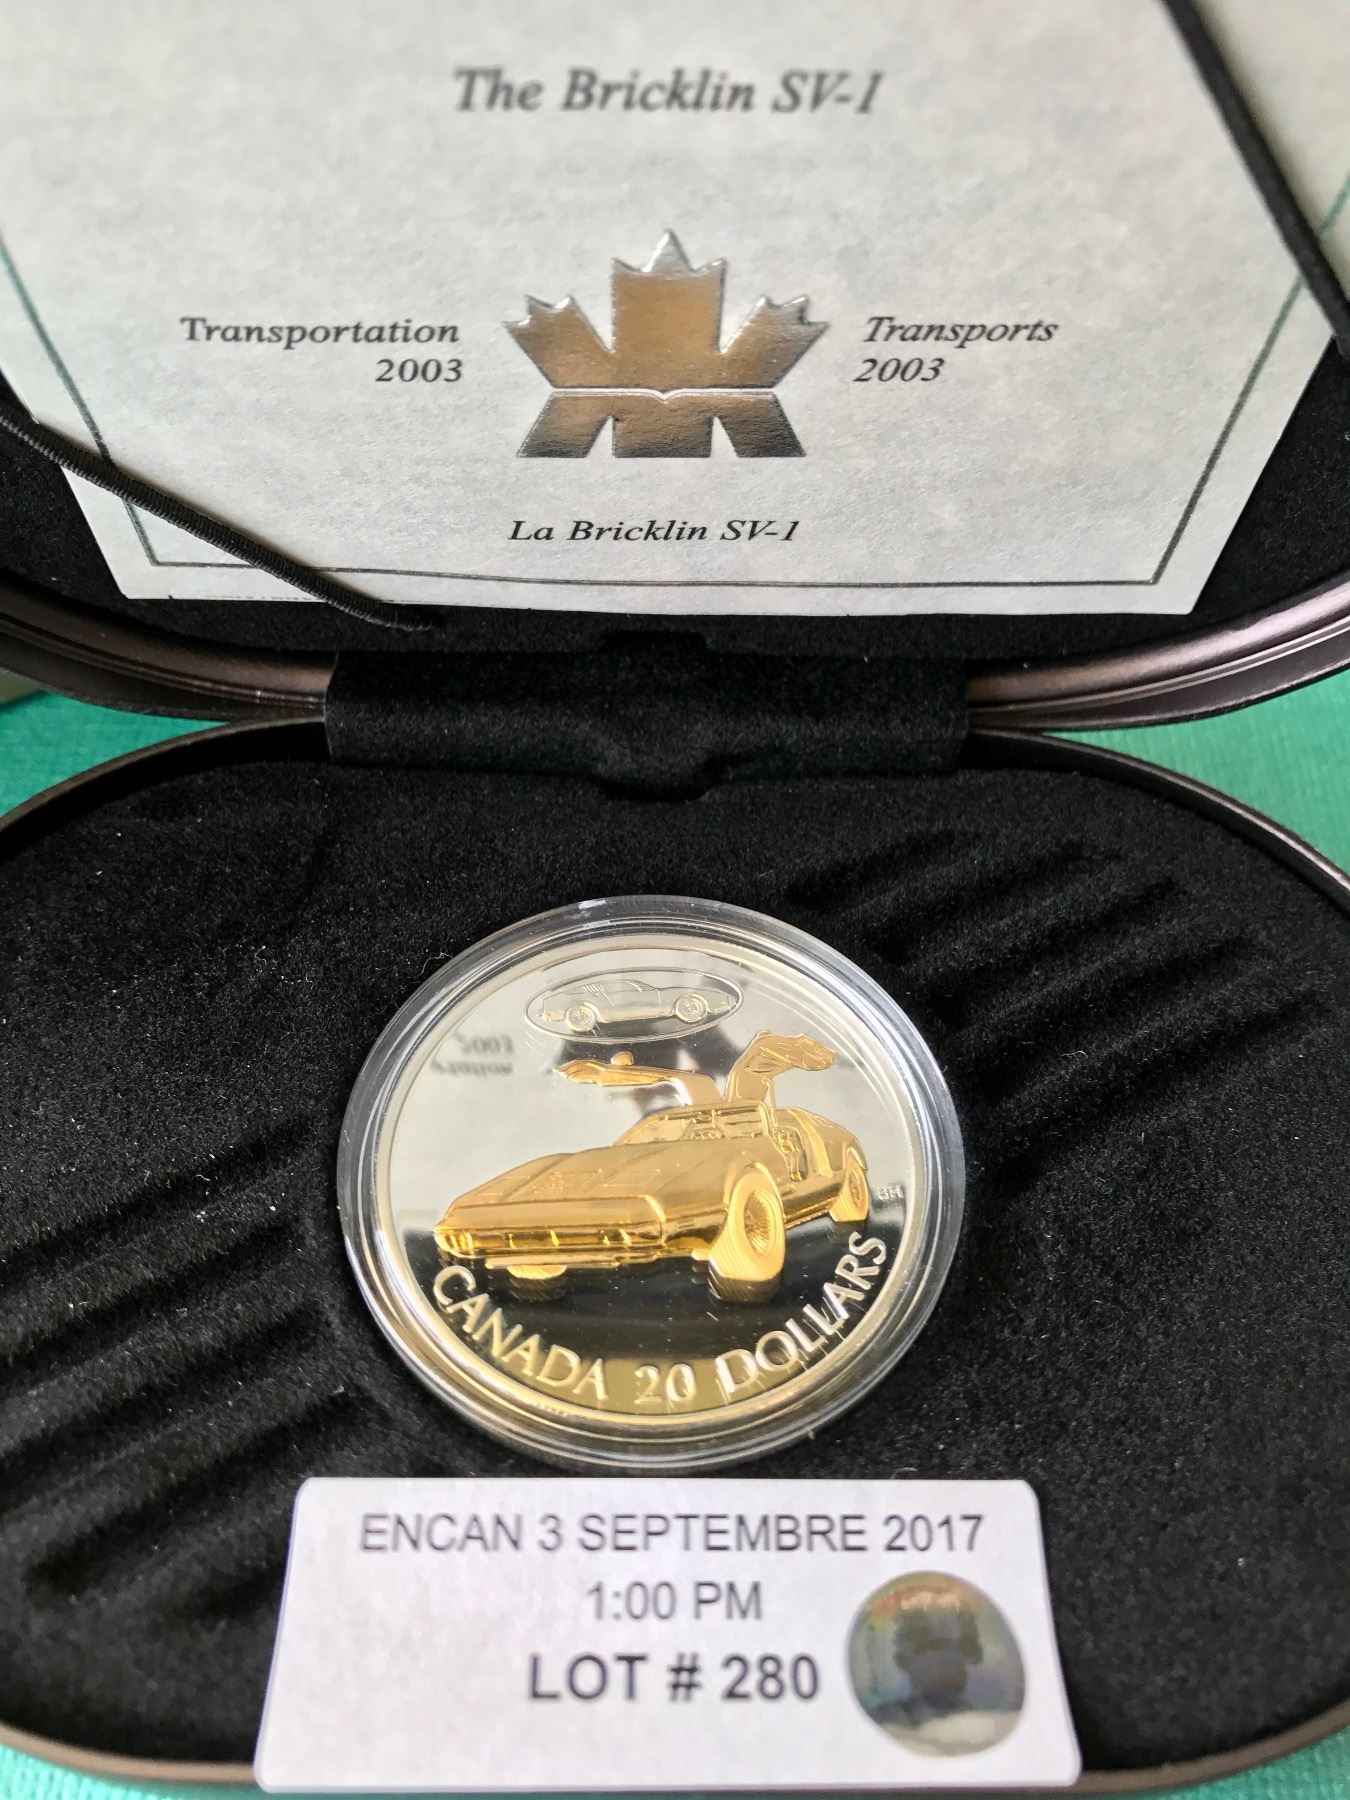 The Bricklin SV-1
Transportation
2003
Transports
2003
La Bricklin SV-1
BH
CANADA 20 DOLLARS
ENCAN 3 SEPTEMBRE 2017
1:00 PM
LOT # 280